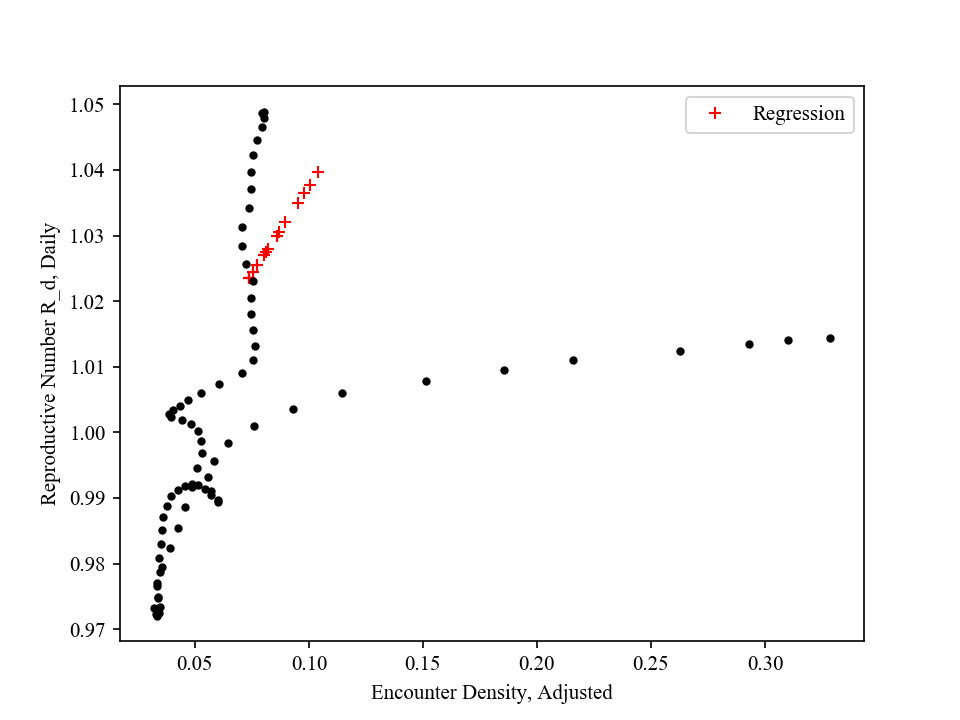 Regression
1.05
1.04
1.03
1.02
1.01
1.00
0.99
0.98
0.97
Reproductive Number R_d, Daily
0.05 0.10 0.15 0.20 0.25 0.30
Encounter Density, Adjusted